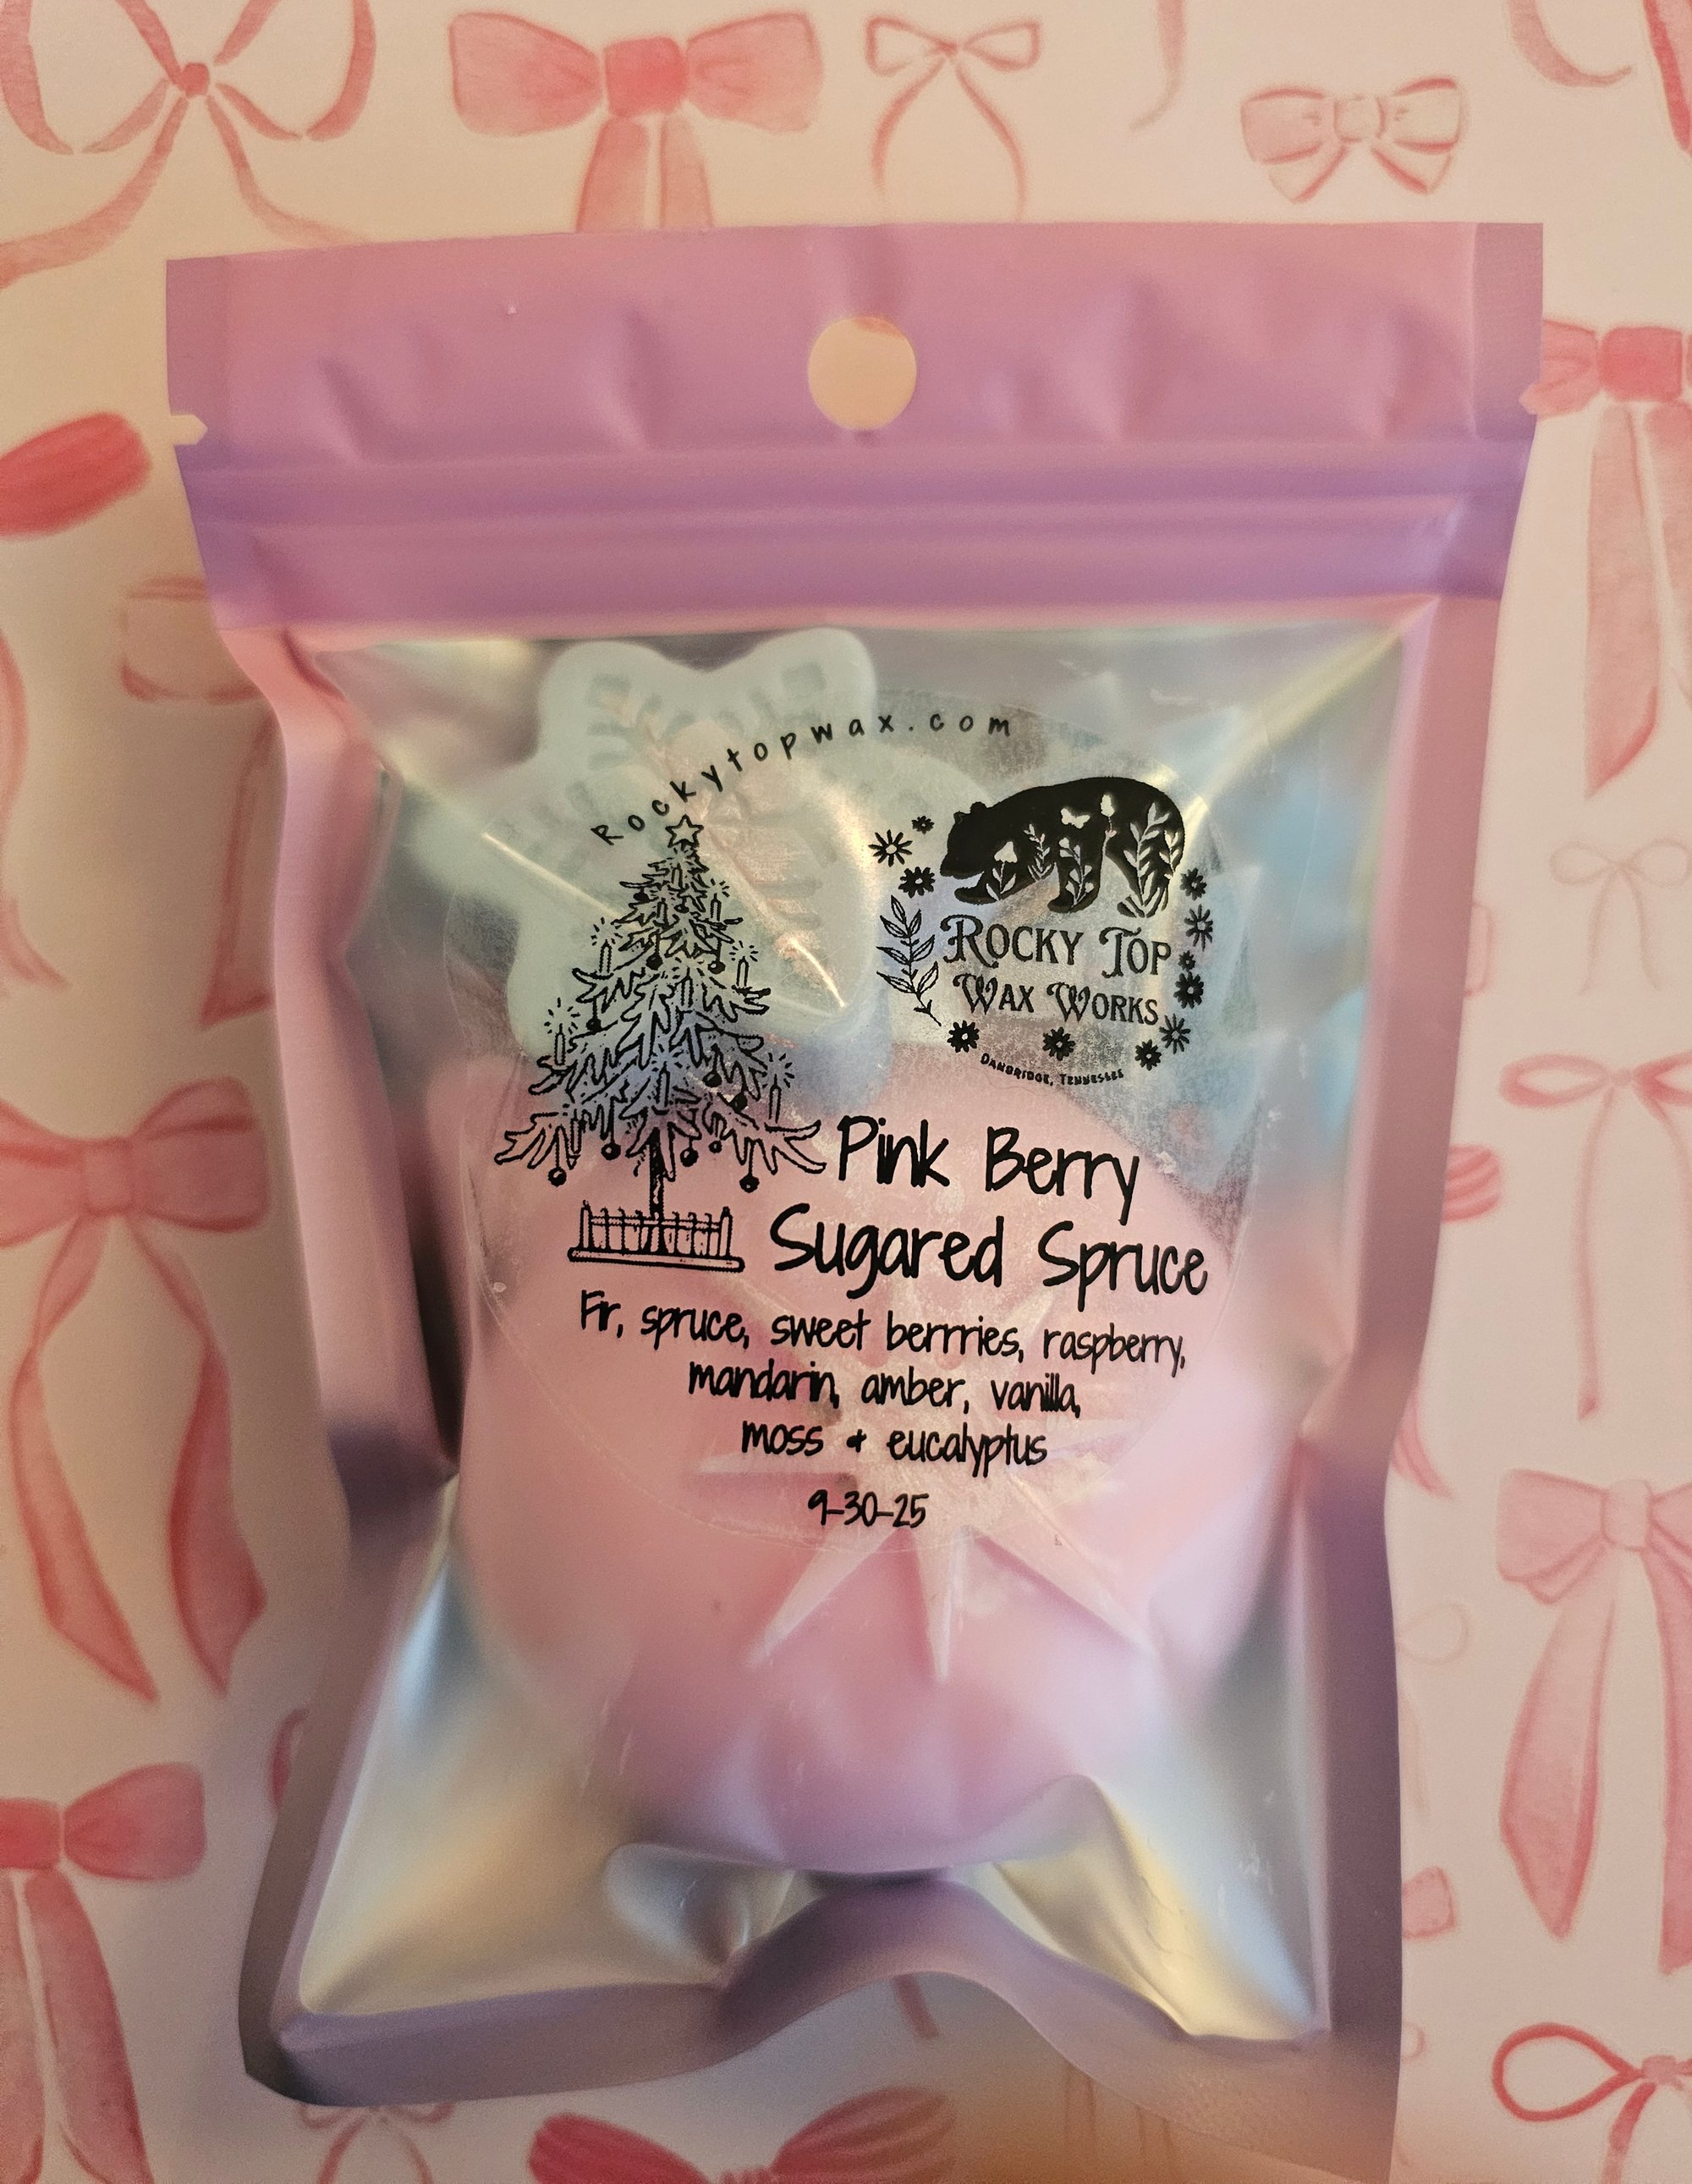 Rockytopwax.com
ROCKY TOP
WAX WORKS
DANDRIDGE, TENNESSEE
Pink Berry
Sugared Spruce
Fir, spruce, sweet berrries, raspberry,
mandarin, amber, vanilla,
moss + eucalyptus
9-30-25